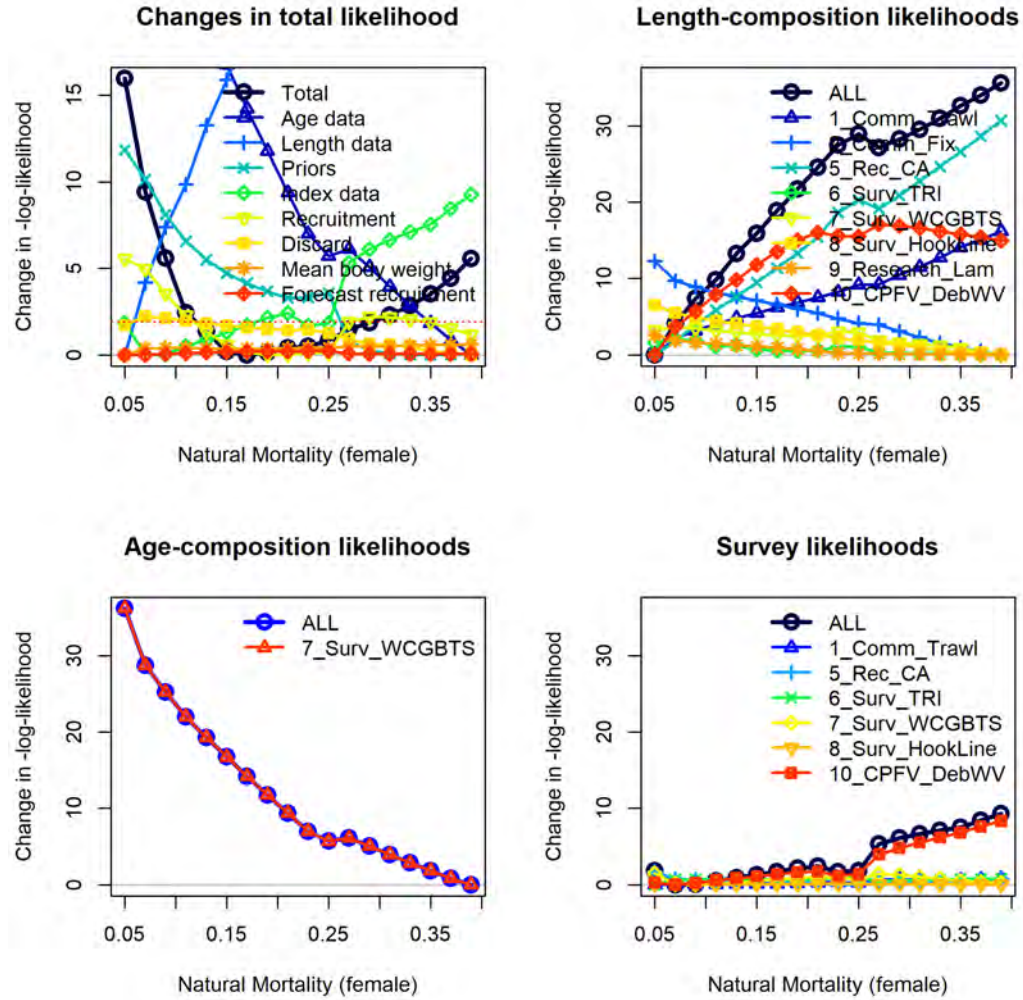 Changes in total likelihood
Change in -log-likelihood
15
10
5
0
Total
Age data
Length data
Priors
Index data
Recruitment
Discard
Mean body weight
Forecast recruitment
0.05
0.15
0.25
0.35
Natural Mortality (female)
Length-composition likelihoods
Change in -log-likelihood
30
20
10
0
ALL
1_Comm_Trawl
5_Rec_CA
6_Surv_TRI
7_Surv_WCGBTS
8_Surv_HookLine
9_Research_Lam
10_CPFV_DebWV
0.05
0.15
0.25
0.35
Natural Mortality (female)
Age-composition likelihoods
Change in -log-likelihood
30
20
10
0
ALL
7_Surv_WCGBTS
0.05
0.15
0.25
0.35
Natural Mortality (female)
Survey likelihoods
Change in -log-likelihood
30
20
10
0
ALL
1_Comm_Trawl
5_Rec_CA
6_Surv_TRI
7_Surv_WCGBTS
8_Surv_HookLine
10_CPFV_DebWV
0.05
0.15
0.25
0.35
Natural Mortality (female)